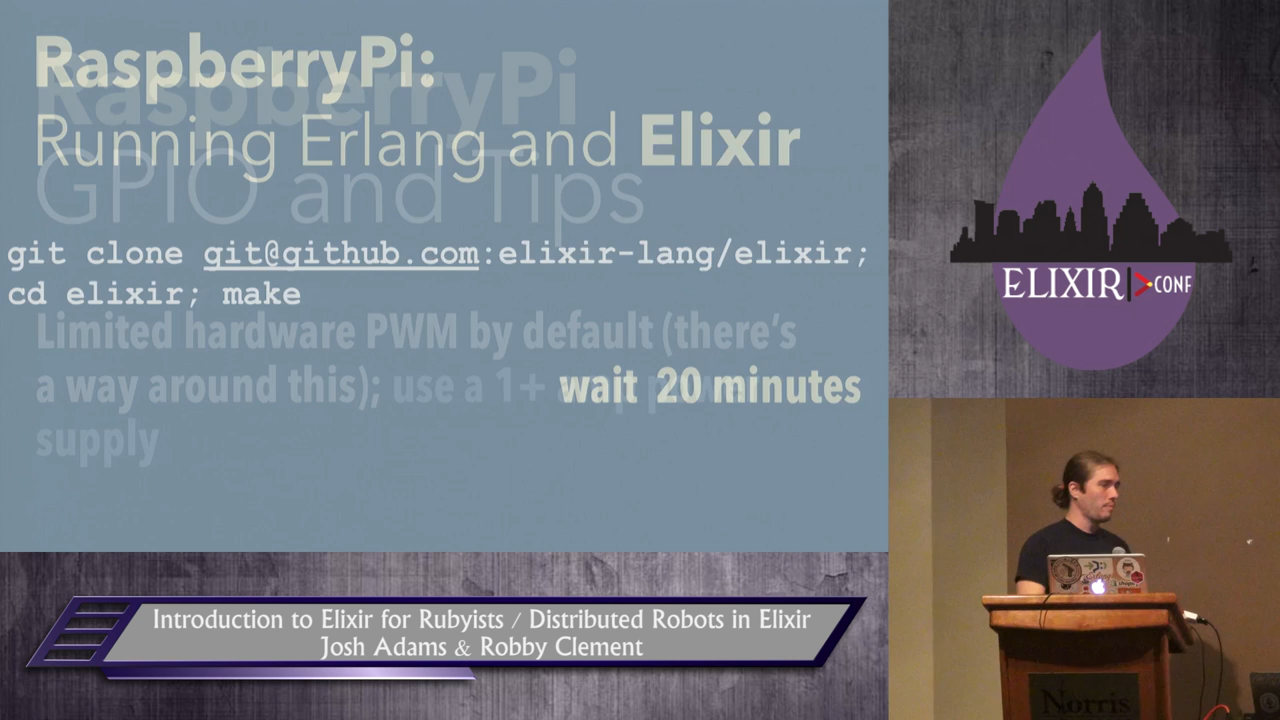 RaspberryPi:
Running Erlang and Elixir
git clone git@github.com:elixir-lang/elixir;
cd elixir; make
wait 20 minutes
RaspberryPi
GPIO and Tips
Limited hardware PWM by default (there's
a way around this); use a 1+
supply
ELIXIR CONF
Introduction to Elixir for Rubyists / Distributed Robots in Elixir
Josh Adams & Robby Clement
Norris